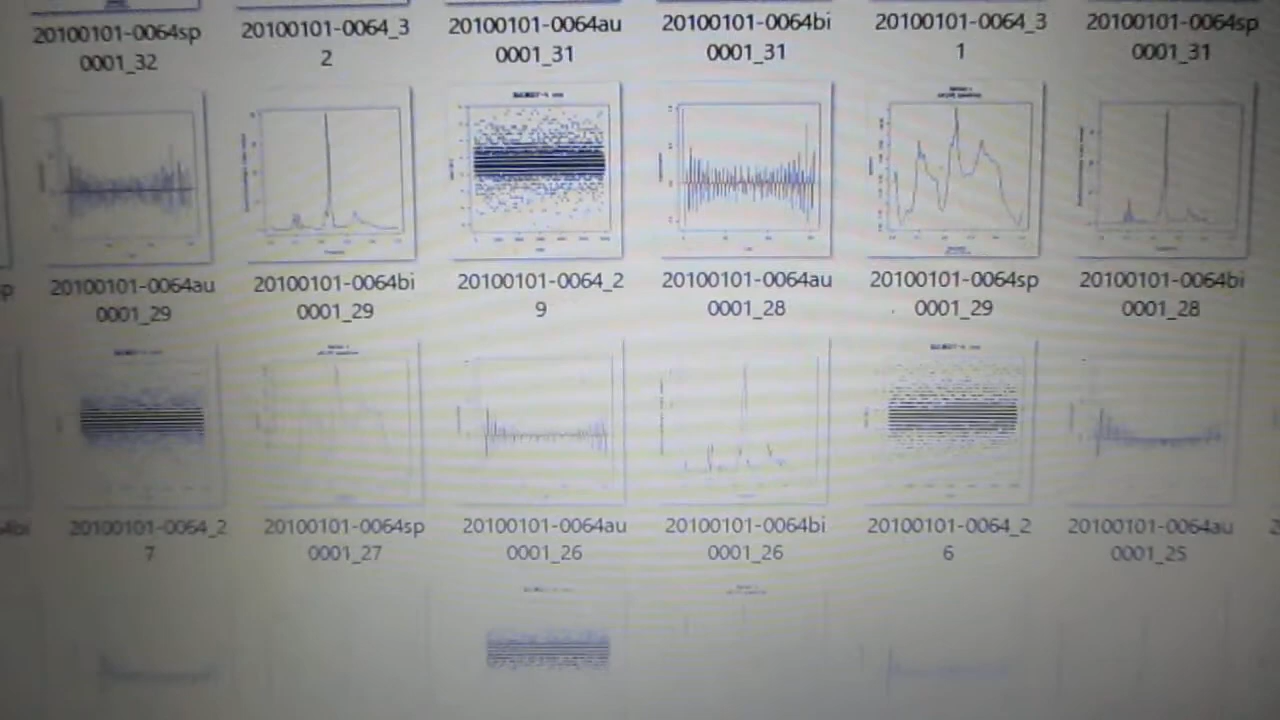 20100101-0064sp
0001_32
20100101-0064_3
2
20100101-0064au
0001_31
20100101-0064bi
0001_31
20100101-0064_3
1
20100101-0064sp
0001_31
20100101-0064au
0001_29
20100101-0064bi
0001_29
20100101-0064_2
9
20100101-0064au
0001_28
20100101-0064sp
0001_29
20100101-0064bi
0001_28
20100101-0064_2
7
20100101-0064sp
0001_27
20100101-0064au
0001_26
20100101-0064bi
0001_26
20100101-0064_2
6
20100101-0064au
0001_25